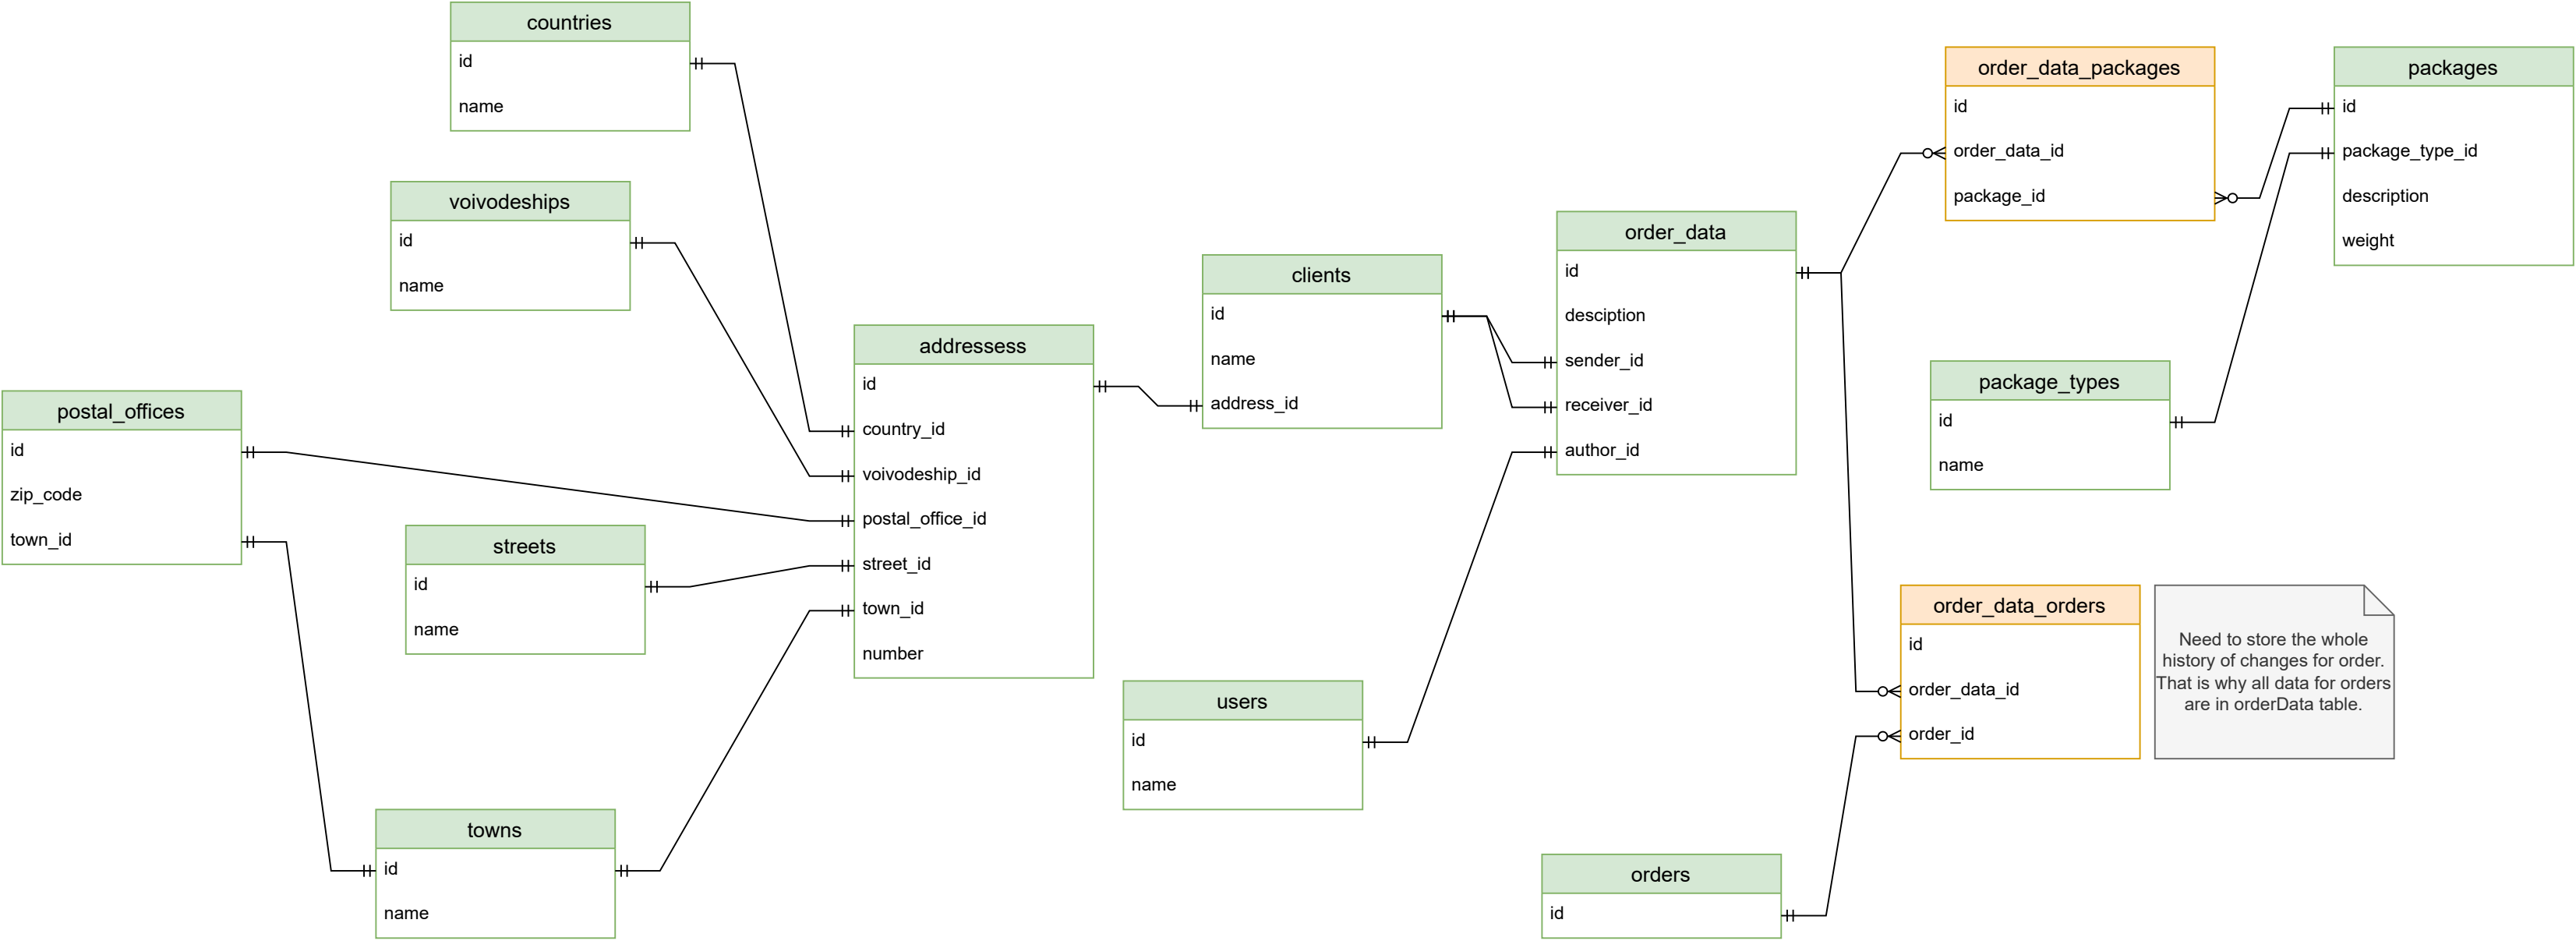 countries
id
name
voivodeships
id
name
postal_offices
id
zip_code
town_id
streets
id
name
towns
id
name
addressess
id
country_id
voivodeship_id
postal_office_id
street_id
town_id
number
clients
id
name
address_id
users
id
name
order_data
id
desciption
sender_id
receiver_id
author_id
orders
id
order_data_packages
id
order_data_id
package_id
packages
id
package_type_id
description
weight
package_types
id
name
order_data_orders
id
order_data_id
order_id
Need to store the whole
history of changes for order.
That is why all data for orders
are in orderData table.